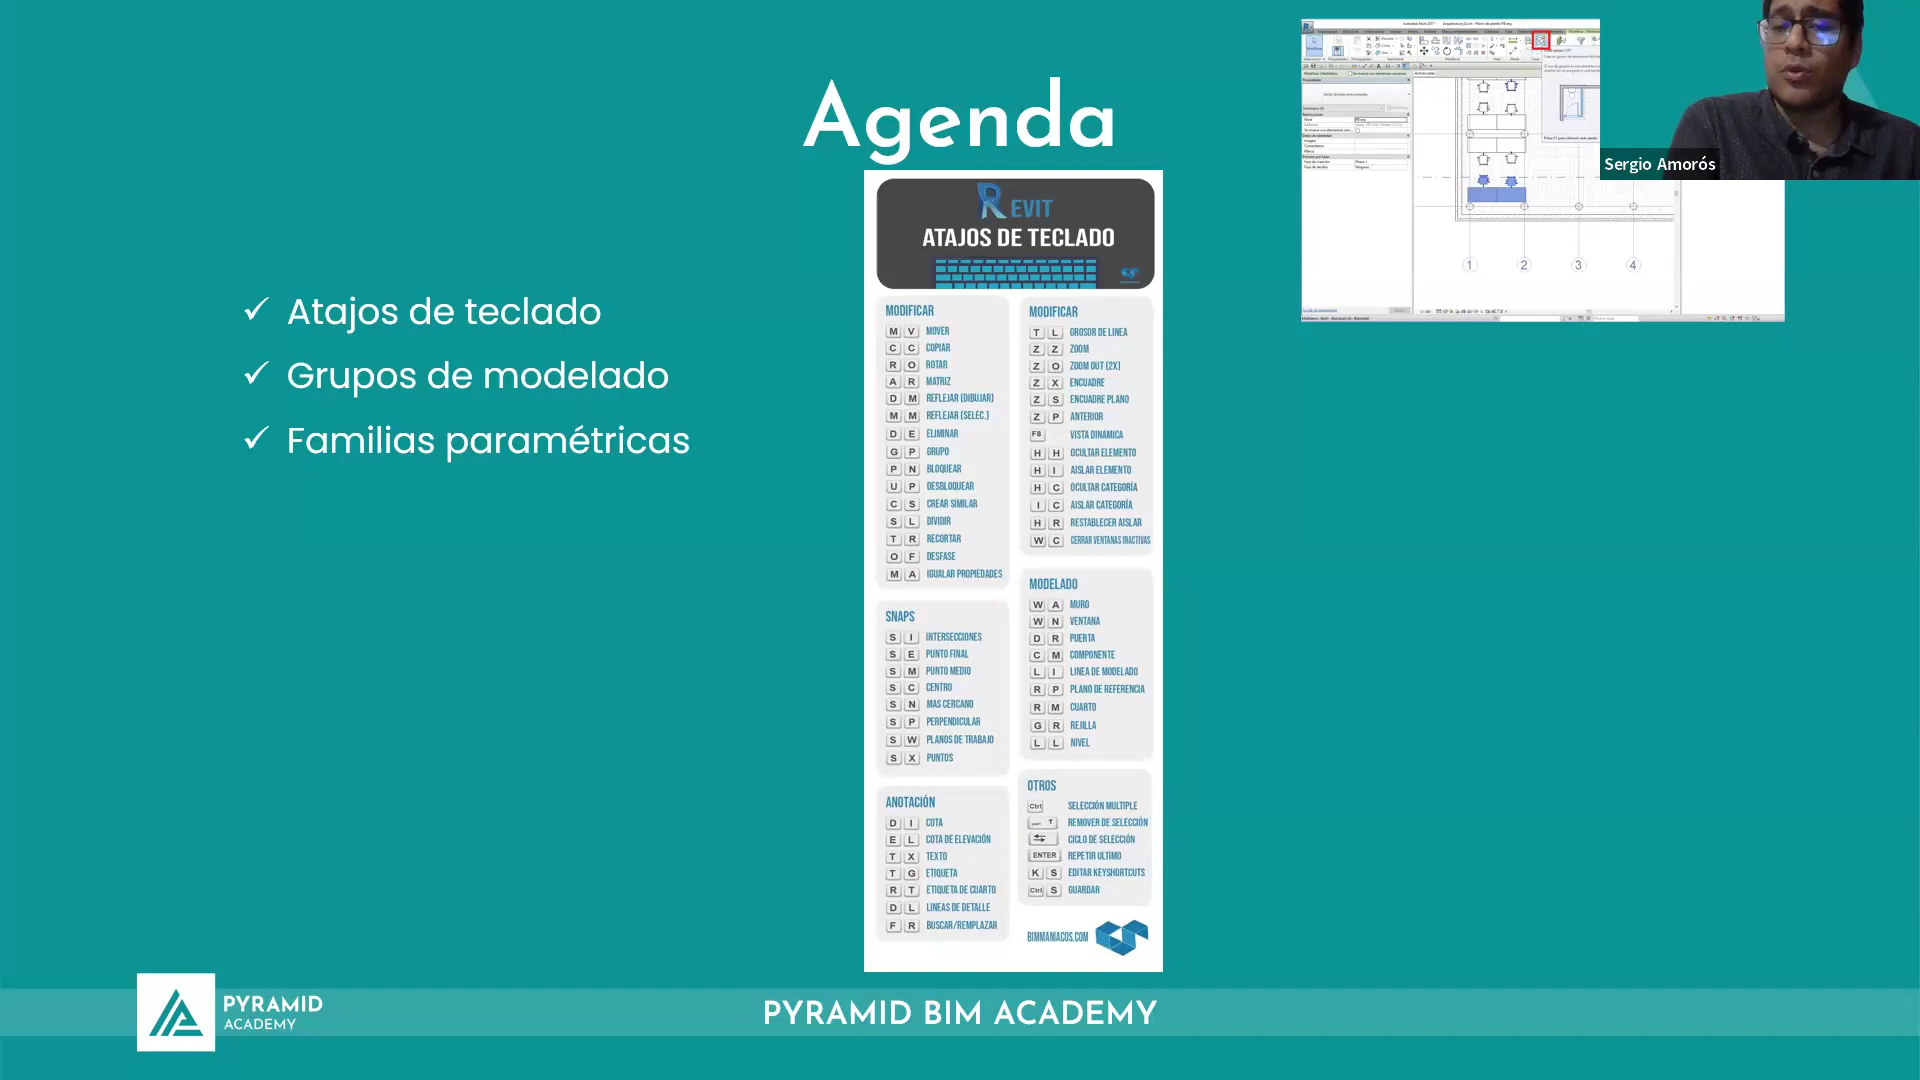 Agenda
Sergio Amorós
1
2
3
4
✓ Atajos de teclado
✓ Grupos de modelado
✓ Familias paramétricas
REVIT
ATAJOS DE TECLADO
MODIFICAR
M V MOVER
C C COPIAR
R O ROTAR
A R MATRIZ
D M REFLEJAR (DIBUJAR)
M M REFLEJAR (SELEC.)
D E ELIMINAR
G P GRUPO
P N BLOQUEAR
U P DESBLOQUEAR
C S CREAR SIMILAR
S L DIVIDIR
T R RECORTAR
O F DESFASE
M A IGUALAR PROPIEDADES
SNAPS
S I INTERSECCIONES
S E PUNTO FINAL
S M PUNTO MEDIO
S C CENTRO
S N MAS CERCANO
S P PERPENDICULAR
S W PLANOS DE TRABAJO
S X PUNTOS
ANOTACIÓN
D I COTA
E L COTA DE ELEVACIÓN
T X TEXTO
T G ETIQUETA
R T ETIQUETA DE CUARTO
D L LINEAS DE DETALLE
F R BUSCAR/REMPLAZAR
MODIFICAR
T L GROSOR DE LINEA
Z Z ZOOM
Z O ZOOM OUT (2X)
Z X ENCUADRE
Z S ENCUADRE PLANO
Z P ANTERIOR
F8 VISTA DINAMICA
H H OCULTAR ELEMENTO
H I AISLAR ELEMENTO
H C OCULTAR CATEGORÍA
I C AISLAR CATEGORÍA
H R RESTABLECER AISLAR
W C CERRAR VENTANAS INACTIVAS
MODELADO
W A MURO
W N VENTANA
D R PUERTA
C M COMPONENTE
L I LINEA DE MODELADO
R P PLANO DE REFERENCIA
R M CUARTO
G R REJILLA
L L NIVEL
OTROS
Ctrl SELECCIÓN MULTIPLE
REMOVER DE SELECCIÓN
CICLO DE SELECCIÓN
ENTER REPETIR ULTIMO
K S EDITAR KEYSHORTCUTS
Ctrl S GUARDAR
BIMMANIACOS.COM
PYRAMID
ACADEMY
PYRAMID BIM ACADEMY